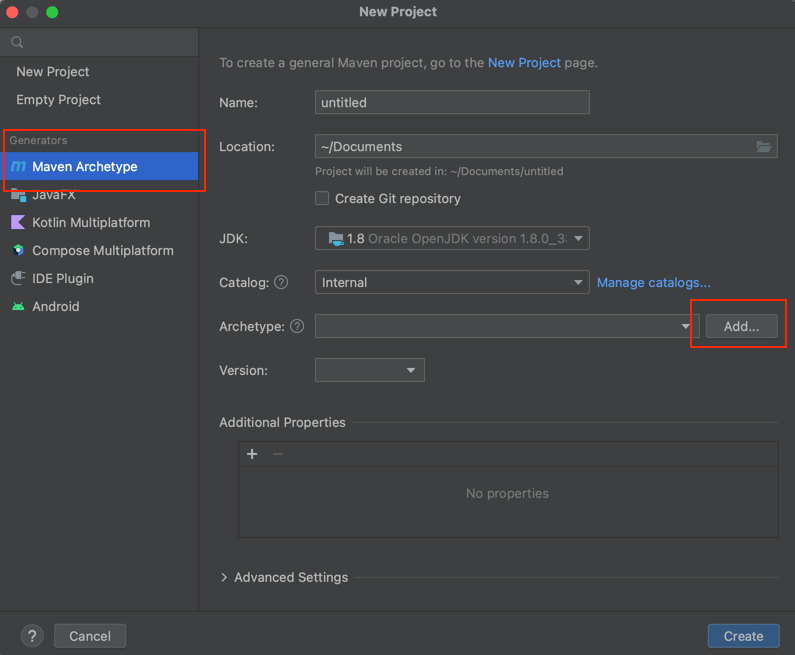 New Project
New Project
Empty Project
Generators
Maven Archetype
JavaFX
Kotlin Multiplatform
Compose Multiplatform
IDE Plugin
Android
To create a general Maven project, go to the New Project page.
Name:
untitled
Location:
~/Documents
Project will be created in: ~/Documents/untitled
Create Git repository
JDK:
1.8 Oracle OpenJDK version 1.8.0_3
Catalog: ?
Internal
Manage catalogs...
Archetype: ?
Add...
Version:
Additional Properties
+ −
No properties
Advanced Settings
?
Cancel
Create